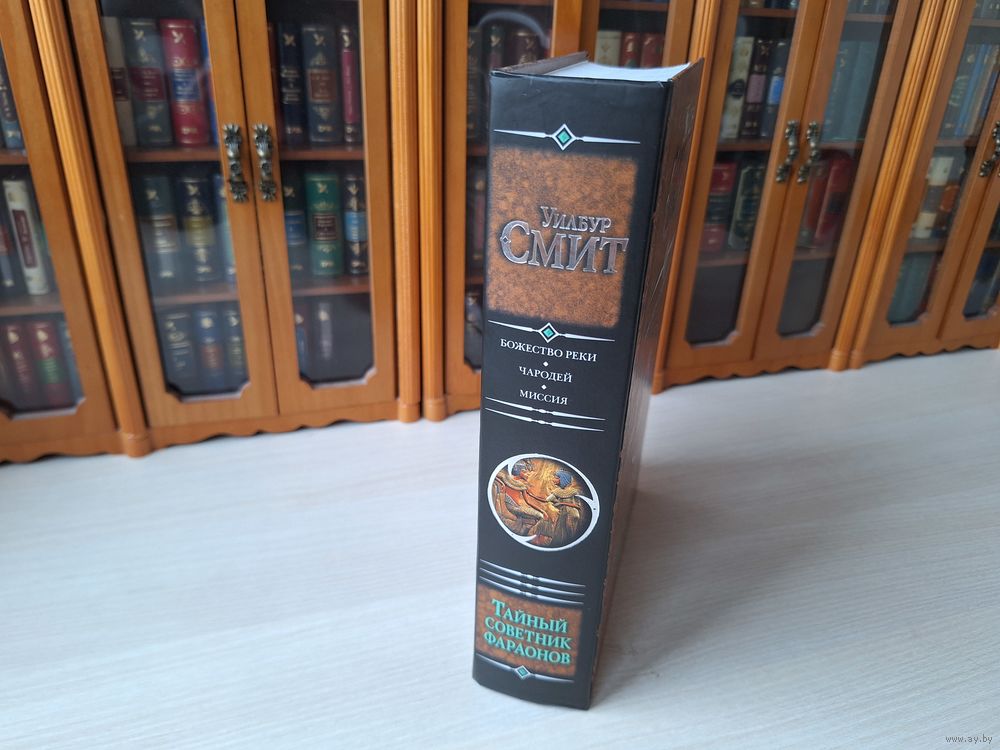 Уилбур
Смит
БОЖЕСТВО РЕКИ
ЧАРОДЕЙ
МИССИЯ
Тайный
советник
фараонов
www.ay.by